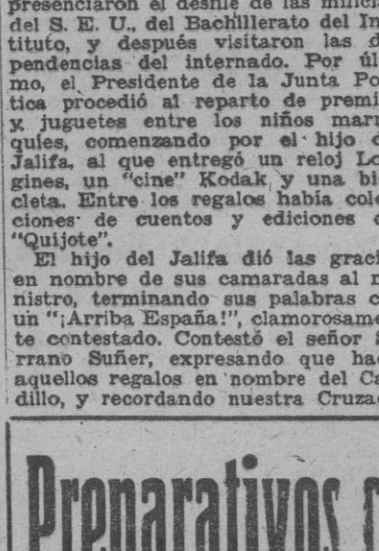 presenciaron el desfile de las milicia
del S. E. U., del Bachillerato del In
tituto, y después visitaron las d
pendencias del internado. Por úl
mo, el Presidente de la Junta Po
tica procedió al reparto de premi
y juguetes entre los niños marr
quíes, comenzando por el hijo d
Jalifa, al que entregó un reloj Lo
gines, un "cine" Kodak y una bi
cleta. Entre los regalos había cole
ciones de cuentos y ediciones d
"Quijote".
El hijo del Jalifa dió las graci
en nombre de sus camaradas al m
nistro, terminando sus palabras c
un "¡Arriba España!", clamorosame
te contestado. Contestó el señor S
rrano Suñer, expresando que hac
aquellos regalos en nombre del Ca
dillo, y recordando nuestra Cruza
Preparativos d